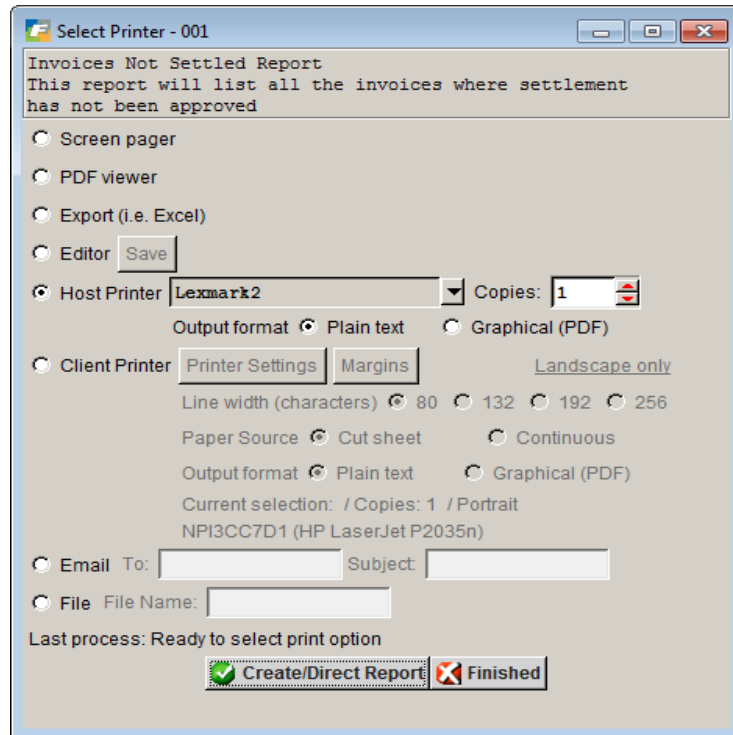 Select Printer - 001
Invoices Not Settled Report
This report will list all the invoices where settlement
has not been approved
Screen pager
PDF viewer
Export (i.e. Excel)
Editor Save
Host Printer Lexmark2 Copies: 1
Output format Plain text Graphical (PDF)
Client Printer Printer Settings Margins Landscape only
Line width (characters) 80 132 192 256
Paper Source Cut sheet Continuous
Output format Plain text Graphical (PDF)
Current selection: / Copies: 1 / Portrait
NPI3CC7D1 (HP LaserJet P2035n)
Email To: Subject:
File File Name:
Last process: Ready to select print option
Create/Direct Report Finished